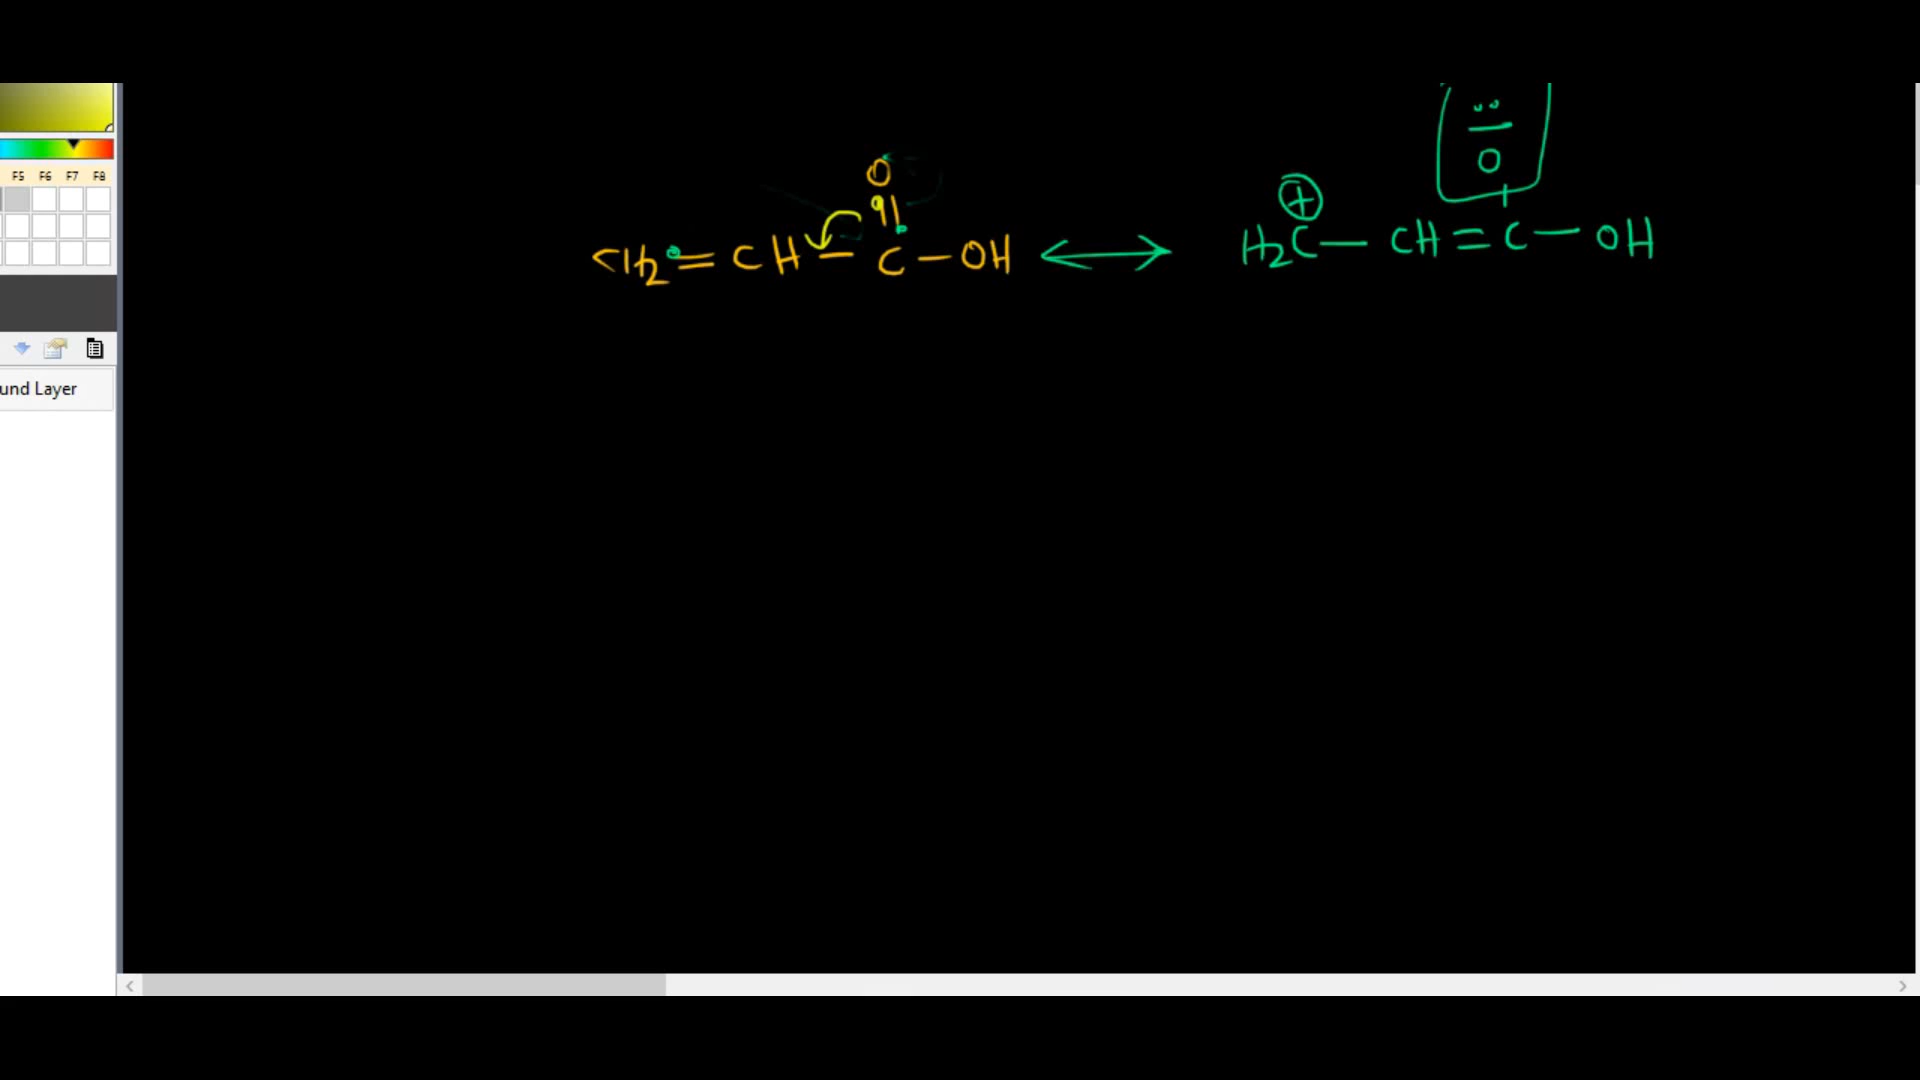 F5 F6 F7 F8
und Layer
O
||
CH2 = CH - C - OH ⟷
..
-
O
|
⊕
H2C - CH = C - OH